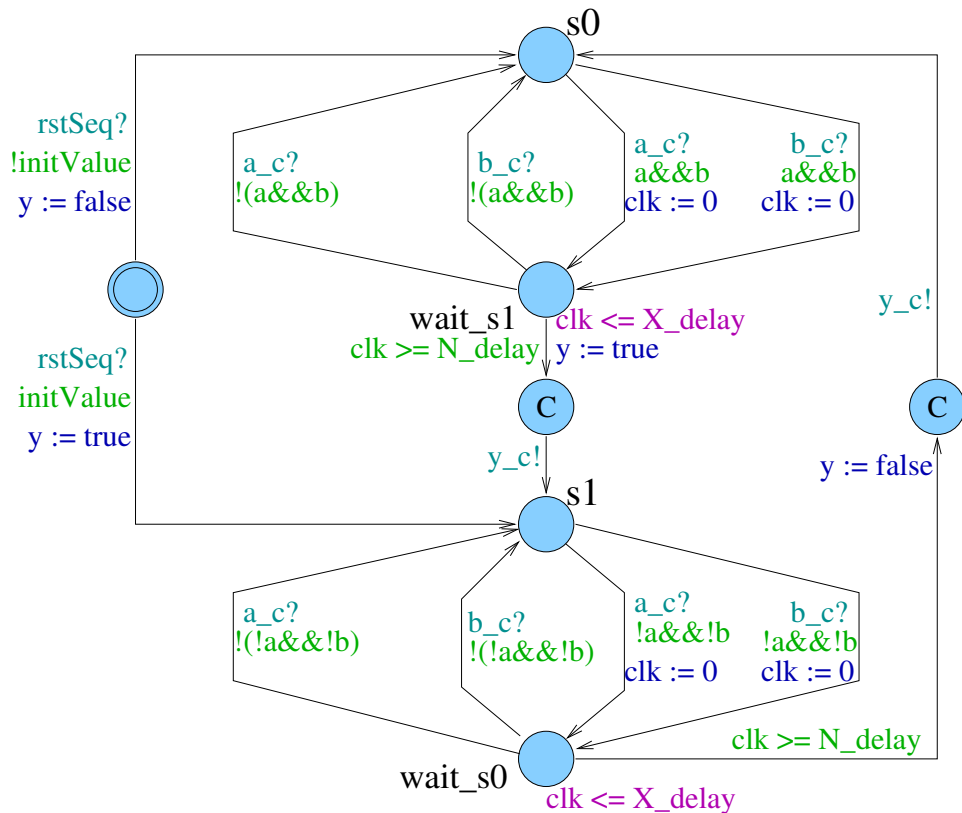 s0
rstSeq?
!initValue
y := false
a_c?
!(a&&b)
b_c?
!(a&&b)
a_c?
a&&b
clk := 0
b_c?
a&&b
clk := 0
y_c!
wait_s1
clk <= X_delay
clk >= N_delay
y := true
rstSeq?
initValue
y := true
C
C
y_c!
y := false
s1
a_c?
!(!a&&!b)
b_c?
!(!a&&!b)
a_c?
!a&&!b
clk := 0
b_c?
!a&&!b
clk := 0
clk >= N_delay
wait_s0
clk <= X_delay